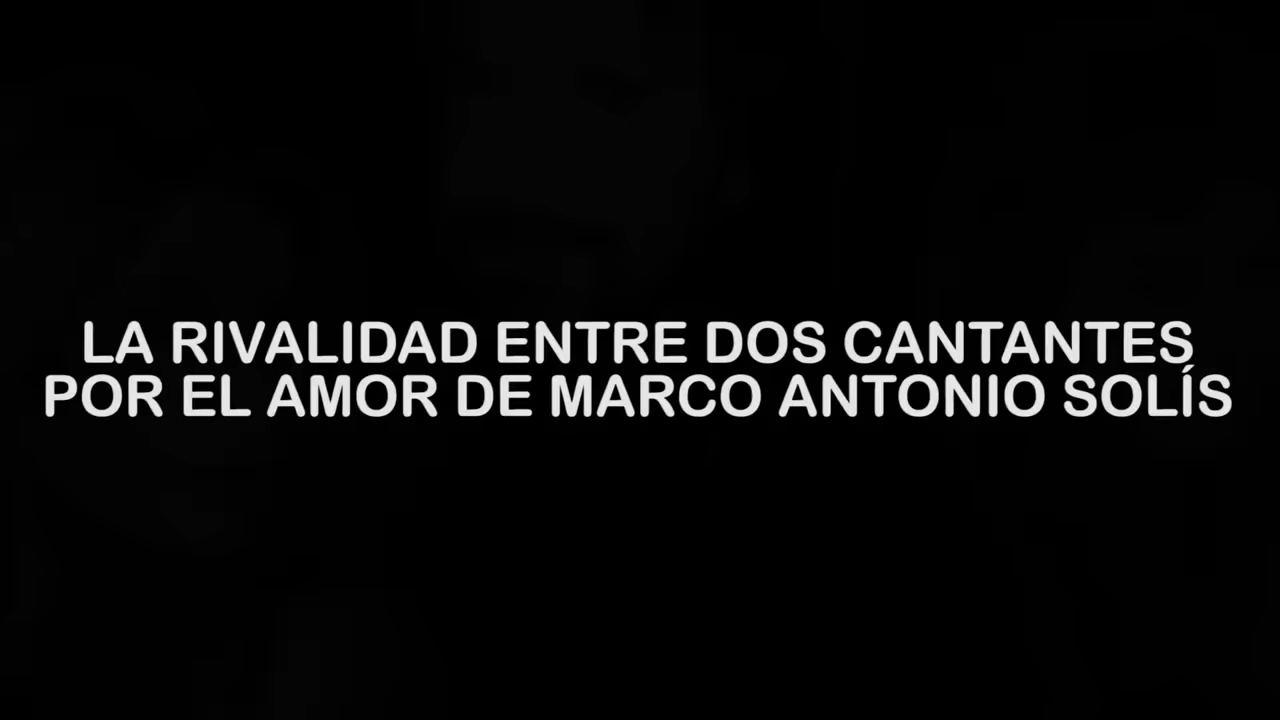 LA RIVALIDAD ENTRE DOS CANTANTES
POR EL AMOR DE MARCO ANTONIO SOLÍS